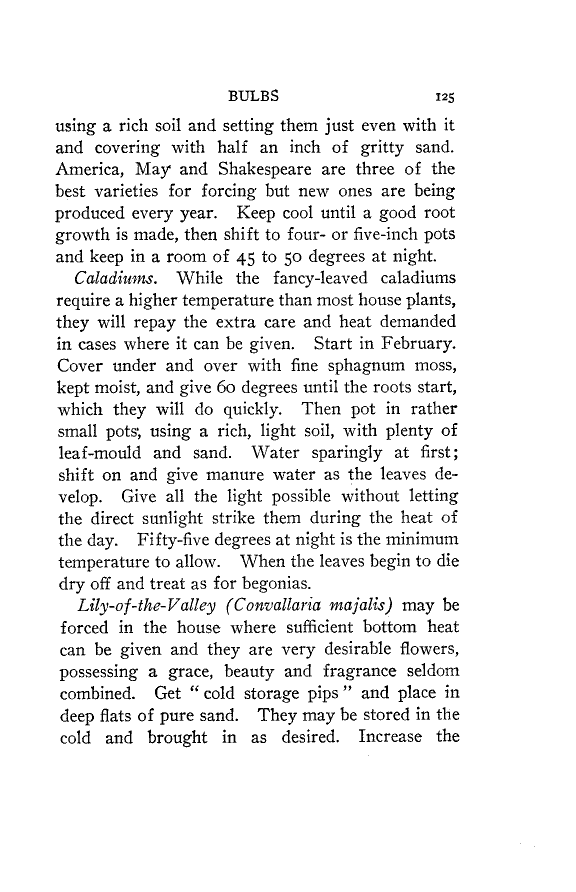 BULBS 125
using a rich soil and setting them just even with it
and covering with half an inch of gritty sand.
America, May and Shakespeare are three of the
best varieties for forcing but new ones are being
produced every year. Keep cool until a good root
growth is made, then shift to four- or five-inch pots
and keep in a room of 45 to 50 degrees at night.
Caladiums. While the fancy-leaved caladiums
require a higher temperature than most house plants,
they will repay the extra care and heat demanded
in cases where it can be given. Start in February.
Cover under and over with fine sphagnum moss,
kept moist, and give 60 degrees until the roots start,
which they will do quickly. Then pot in rather
small pots, using a rich, light soil, with plenty of
leaf-mould and sand. Water sparingly at first;
shift on and give manure water as the leaves de-
velop. Give all the light possible without letting
the direct sunlight strike them during the heat of
the day. Fifty-five degrees at night is the minimum
temperature to allow. When the leaves begin to die
dry off and treat as for begonias.
Lily-of-the-Valley (Convallaria majalis) may be
forced in the house where sufficient bottom heat
can be given and they are very desirable flowers,
possessing a grace, beauty and fragrance seldom
combined. Get "cold storage pips" and place in
deep flats of pure sand. They may be stored in the
cold and brought in as desired. Increase the